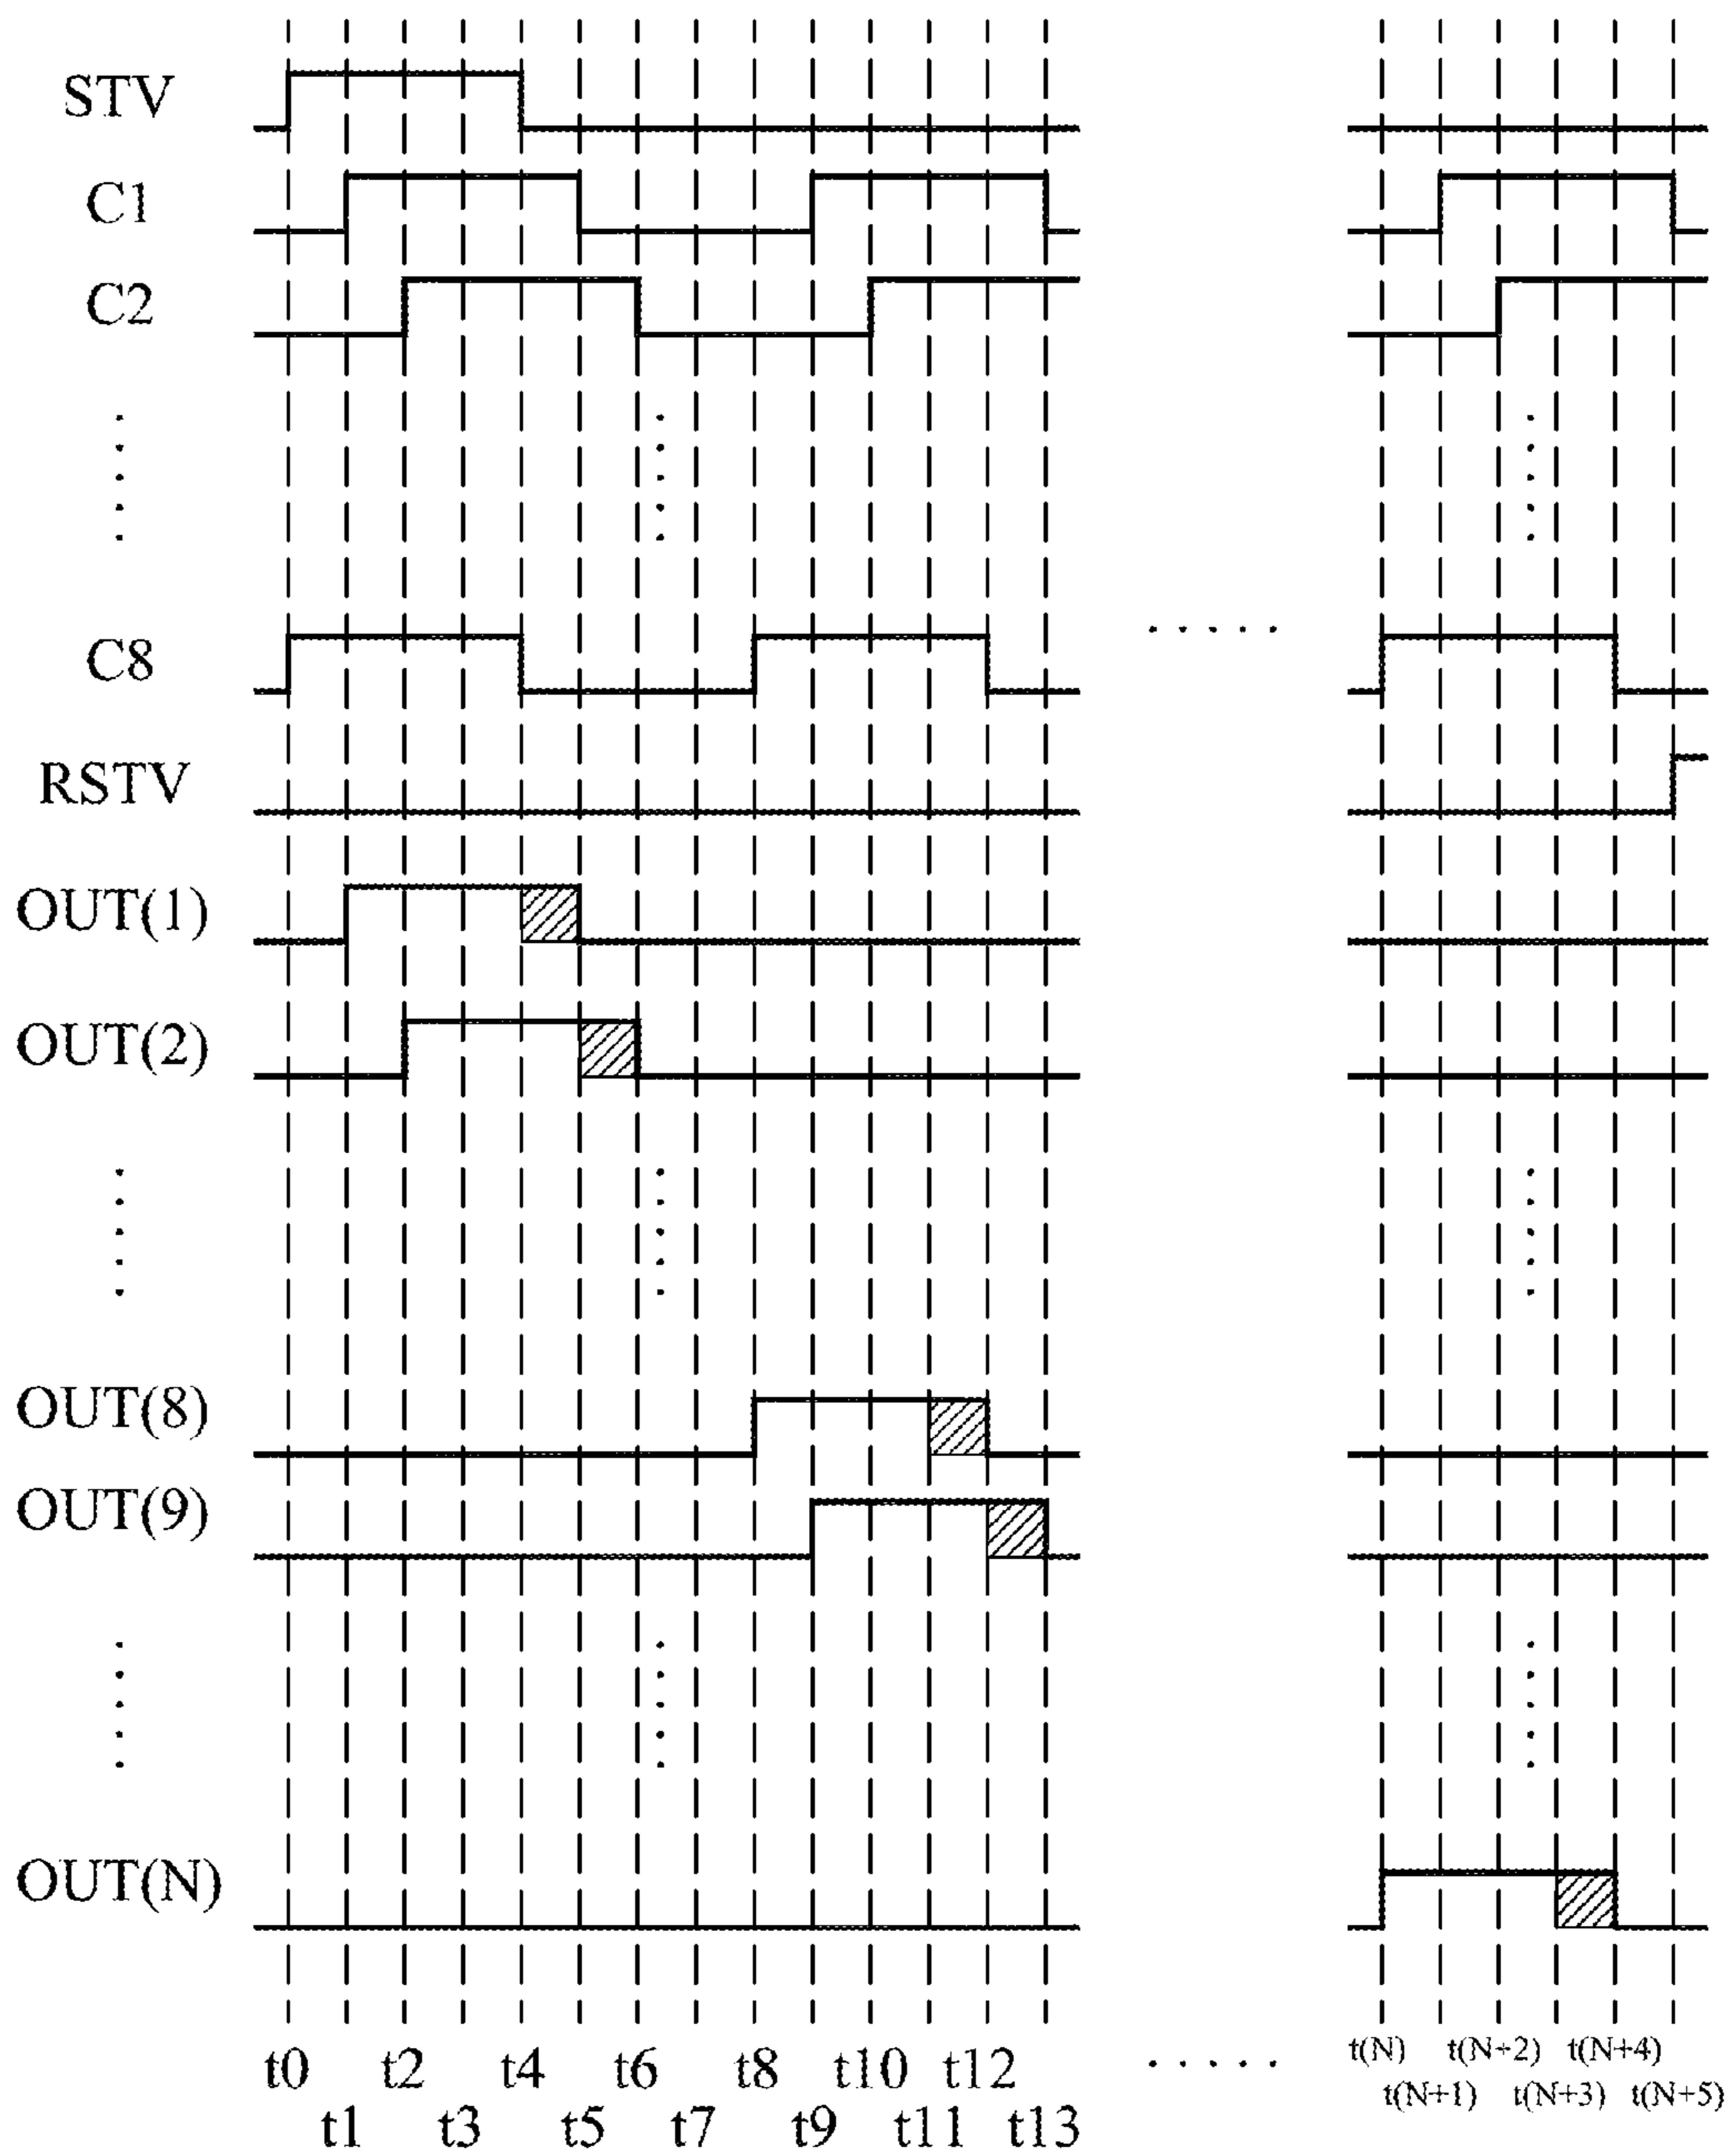 STV
C1
C2
C8
RSTV
OUT(1)
OUT(2)
OUT(8)
OUT(9)
OUT(N)
t0 t2 t4 t6 t8 t10 t12 ..... t(N) t(N+2) t(N+4)
t1 t3 t5 t7 t9 t11 t13 t(N+1) t(N+3) t(N+5)